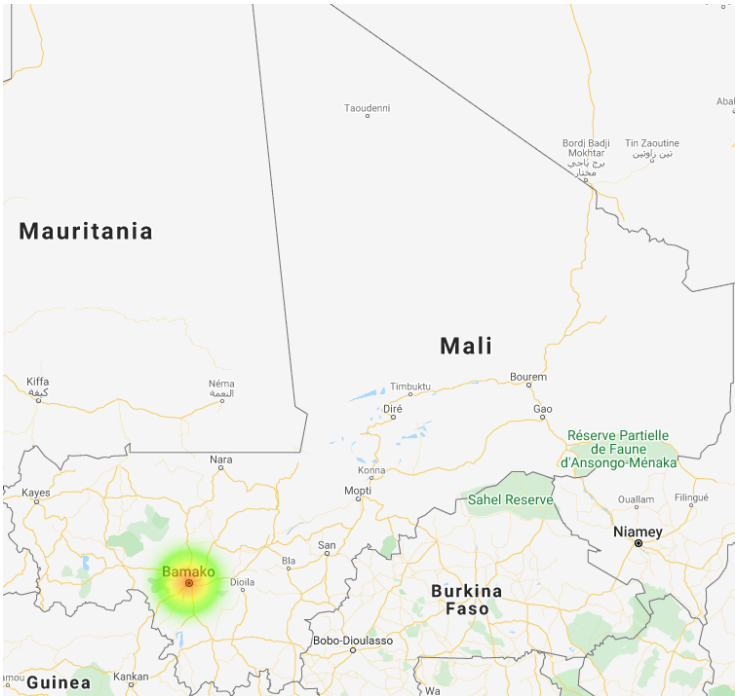 Taoudenni
Bordj Badji
Mokhtar
برج باجي
مختار
Tin Zaoutine
تين زاوتين
Mauritania
Mali
Kiffa
كيفة
Néma
النعمة
Timbuktu
Bourem
Diré
Gao
Réserve Partielle
de Faune
d'Ansongo-Ménaka
Nara
Konna
Kayes
Mopti
Sahel Reserve
Ouallam
Filingué
Niamey
San
Bla
Bamako
Dioila
Burkina
Faso
Bobo-Dioulasso
Guinea
Kankan
Wa